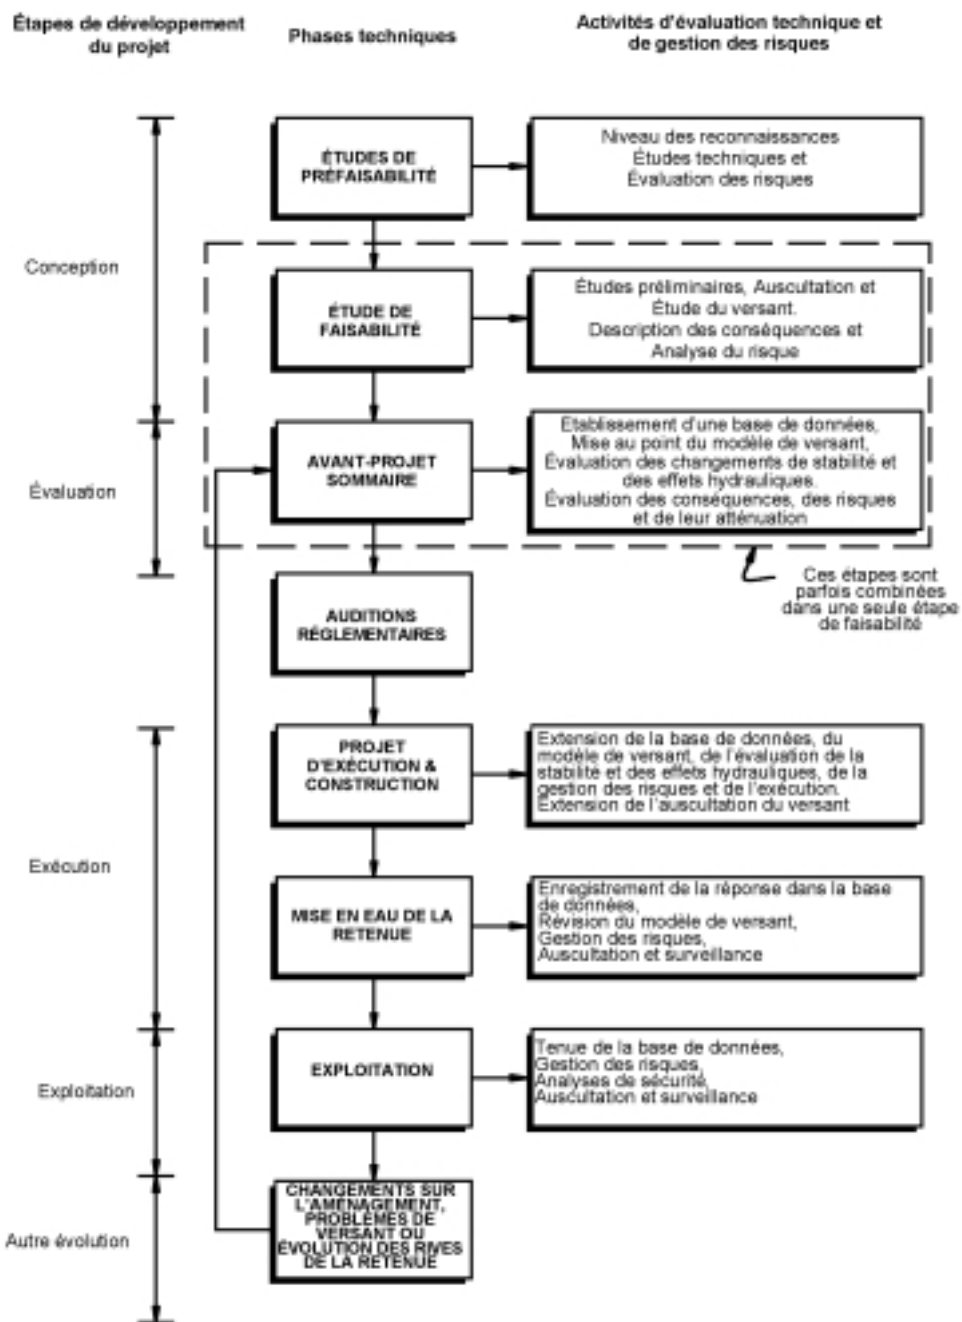 Étapes de développement
du projet
Phases techniques
Activités d'évaluation technique et
de gestion des risques
Conception
ÉTUDES DE
PRÉFAISABILITÉ
Niveau des reconnaissances
Études techniques et
Évaluation des risques
ÉTUDE DE
FAISABILITÉ
Études préliminaires, Auscultation et
Étude du versant.
Description des conséquences et
Analyse du risque
Évaluation
AVANT-PROJET
SOMMAIRE
Etablissement d'une base de données,
Mise au point du modèle de versant,
Évaluation des changements de stabilité et
des effets hydrauliques.
Évaluation des conséquences, des risques
et de leur atténuation
Ces étapes sont
parfois combinées
dans une seule étape
de faisabilité
AUDITIONS
RÉGLEMENTAIRES
Exécution
PROJET
D'EXÉCUTION &
CONSTRUCTION
Extension de la base de données, du
modèle de versant, de l'évaluation de la
stabilité et des effets hydrauliques, de la
gestion des risques et de l'exécution.
Extension de l'auscultation du versant
MISE EN EAU DE LA
RETENUE
Enregistrement de la réponse dans la base
de données,
Révision du modèle de versant,
Gestion des risques,
Auscultation et surveillance
Exploitation
EXPLOITATION
Tenue de la base de données,
Gestion des risques,
Analyses de sécurité,
Auscultation et surveillance
Autre évolution
CHANGEMENTS SUR
L'AMÉNAGEMENT,
PROBLÈMES DE
VERSANT OU
ÉVOLUTION DES RIVES
DE LA RETENUE